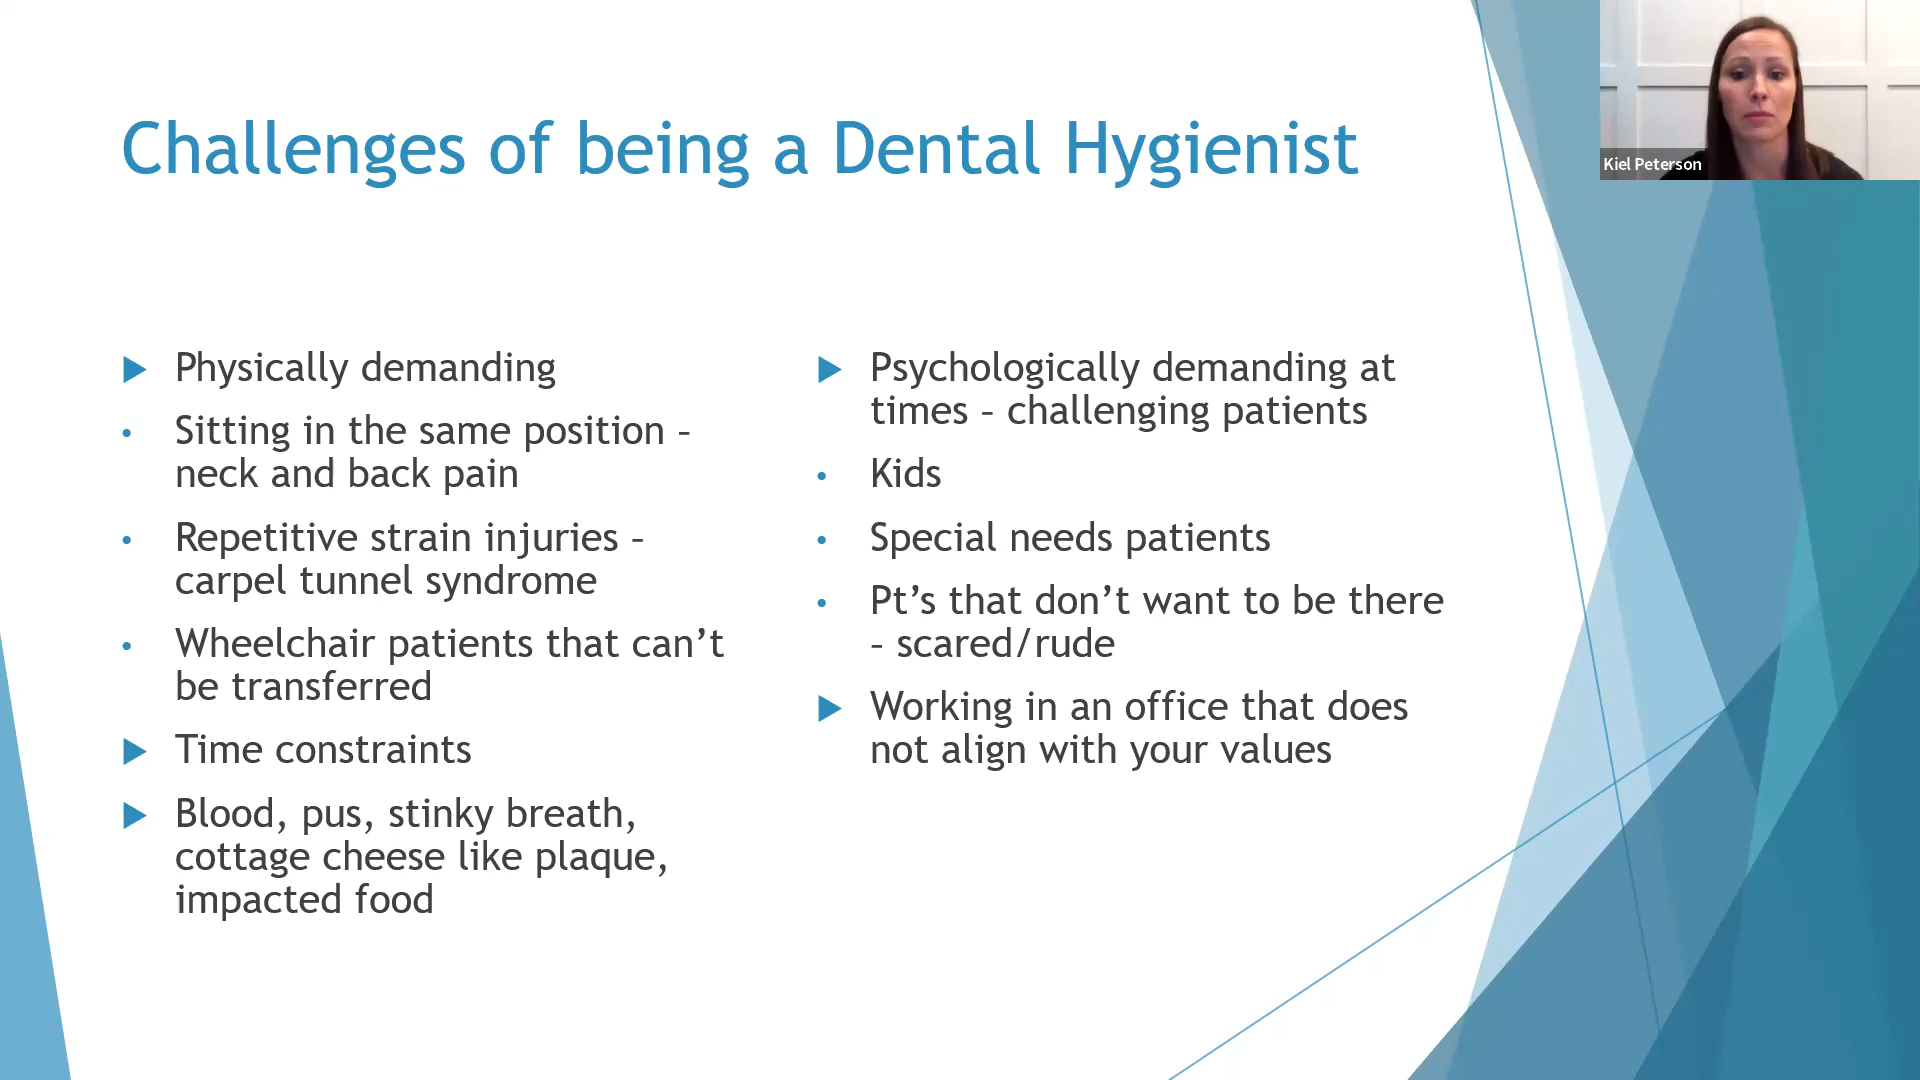 Challenges of being a Dental Hygienist
Kiel Peterson
▶ Physically demanding
• Sitting in the same position –
neck and back pain
• Repetitive strain injuries –
carpel tunnel syndrome
• Wheelchair patients that can’t
be transferred
▶ Time constraints
▶ Blood, pus, stinky breath,
cottage cheese like plaque,
impacted food
▶ Psychologically demanding at
times – challenging patients
• Kids
• Special needs patients
• Pt’s that don’t want to be there
– scared/rude
▶ Working in an office that does
not align with your values